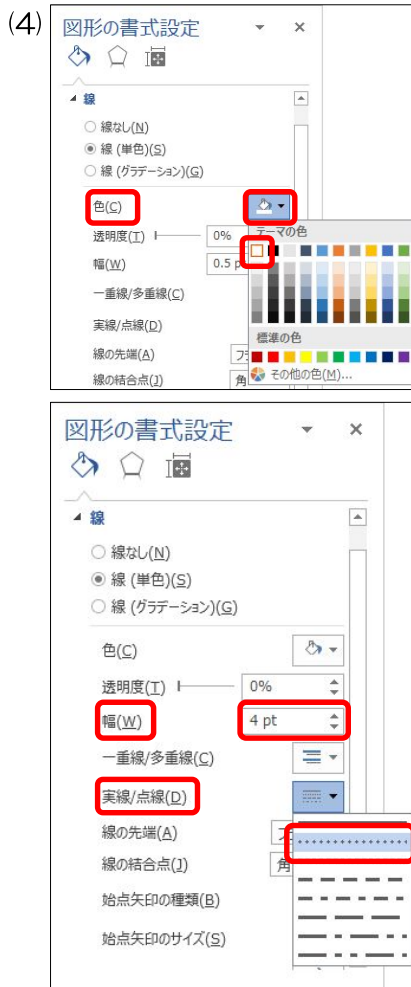 (4)
図形の書式設定
線
線なし(N)
線 (単色)(S)
線 (グラデーション)(G)
色(C)
テーマの色
透明度(T) 0%
幅(W) 0.5 p
一重線/多重線(C)
実線/点線(D)
標準の色
線の先端(A) フ
その他の色(M)...
線の結合点(J) 角
図形の書式設定
線
線なし(N)
線 (単色)(S)
線 (グラデーション)(G)
色(C)
透明度(T) 0%
幅(W) 4 pt
一重線/多重線(C)
実線/点線(D)
線の先端(A) フ
線の結合点(J) 角
始点矢印の種類(B)
始点矢印のサイズ(S)